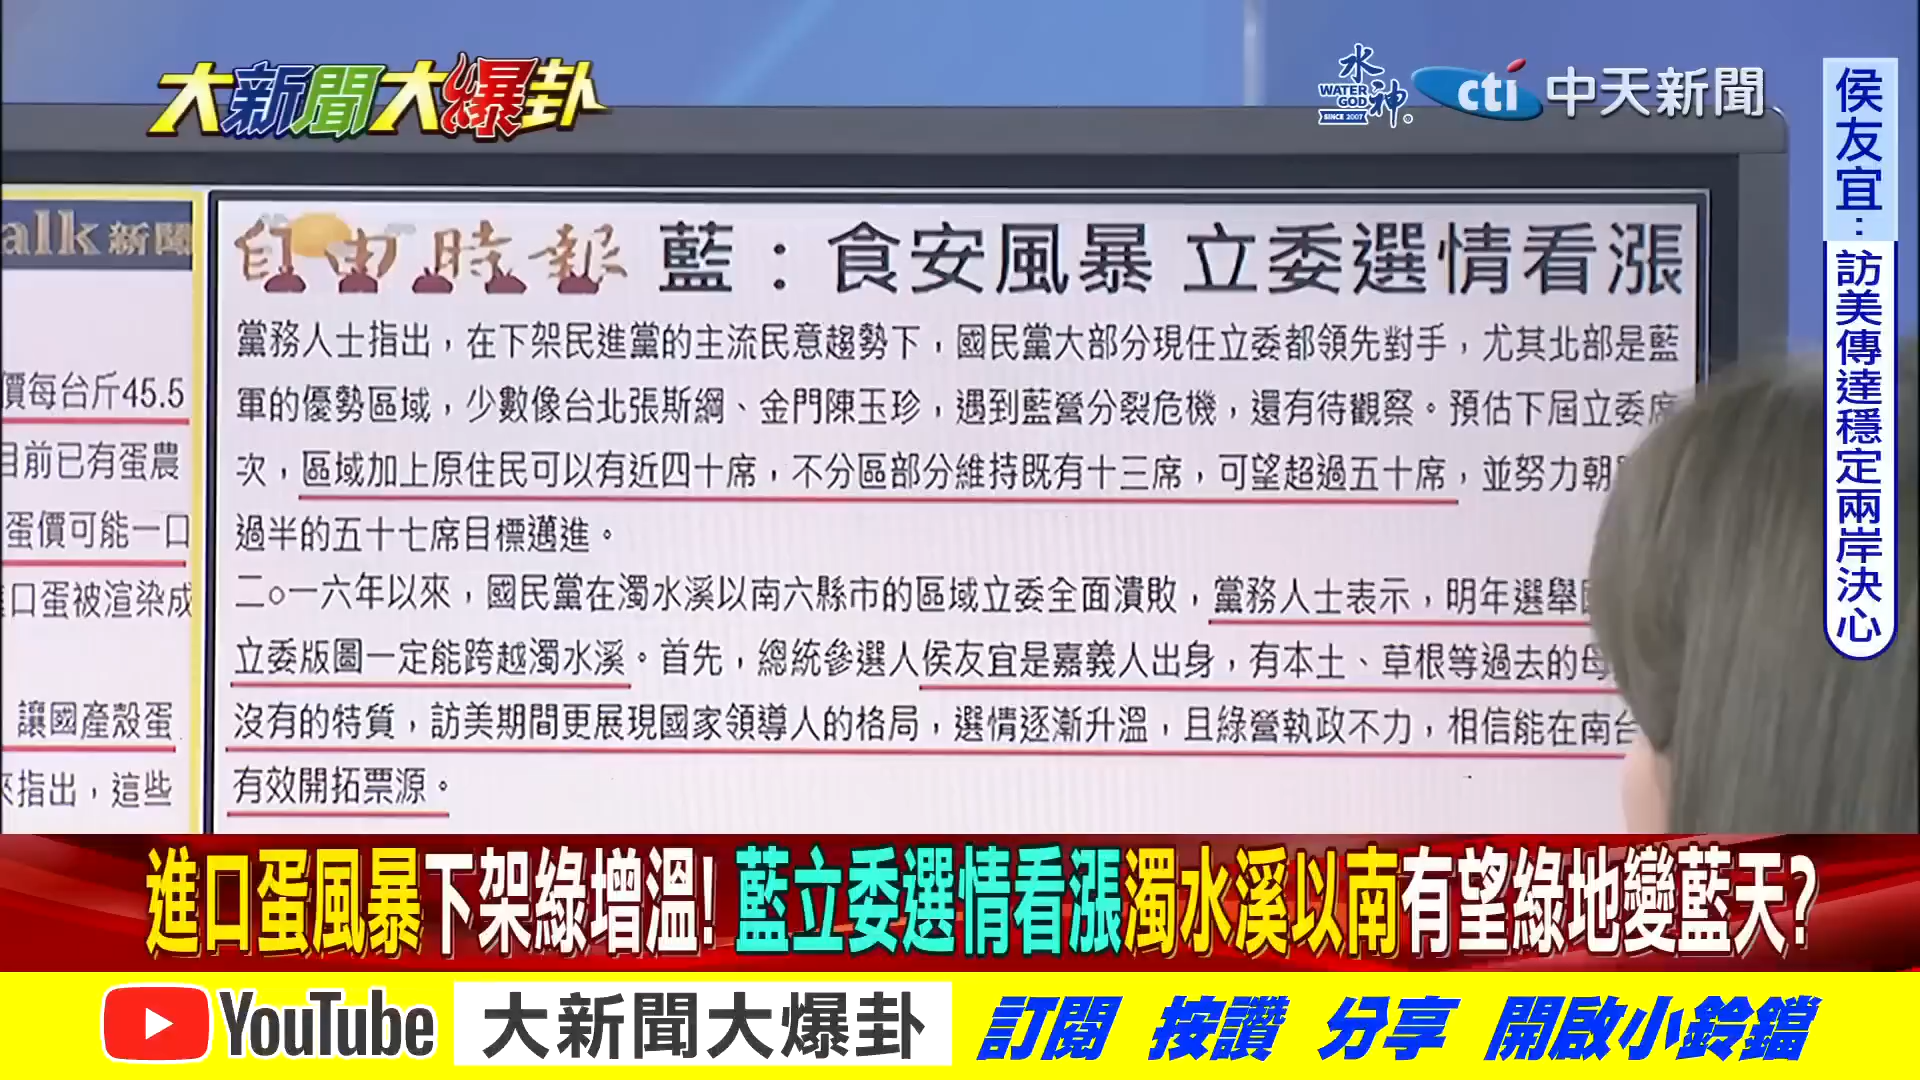 大新聞大爆卦
水神
WATER GOD
SINCE 2007
cti 中天新聞
侯友宜：訪美傳達穩定兩岸決心
alk新聞
價每台斤45.5
目前已有蛋農
蛋價可能一口
口蛋被渲染成
讓國產殼蛋
指出，這些
自由時報 藍：食安風暴 立委選情看漲
黨務人士指出，在下架民進黨的主流民意趨勢下，國民黨大部分現任立委都領先對手，尤其北部是藍
軍的優勢區域，少數像台北張斯綱、金門陳玉珍，遇到藍營分裂危機，還有待觀察。預估下屆立委席
次，區域加上原住民可以有近四十席，不分區部分維持既有十三席，可望超過五十席，並努力朝
過半的五十七席目標邁進。
二○一六年以來，國民黨在濁水溪以南六縣市的區域立委全面潰敗，黨務人士表示，明年選舉
立委版圖一定能跨越濁水溪。首先，總統參選人侯友宜是嘉義人出身，有本土、草根等過去的母
沒有的特質，訪美期間更展現國家領導人的格局，選情逐漸升溫，且綠營執政不力，相信能在南台
有效開拓票源。
進口蛋風暴下架綠增溫!藍立委選情看漲濁水溪以南有望綠地變藍天?
YouTube 大新聞大爆卦 訂閱 按讚 分享 開啟小鈴鐺